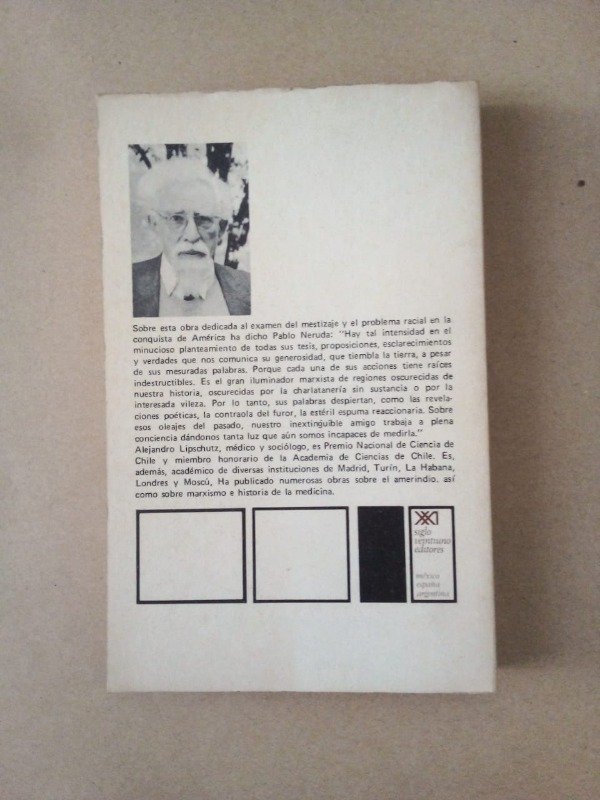 Sobre esta obra dedicada al examen del mestizaje y el problema racial en la
conquista de América ha dicho Pablo Neruda: "Hay tal intensidad en el
minucioso planteamiento de todas sus tesis, proposiciones, esclarecimientos
y verdades que nos comunica su generosidad, que tiembla la tierra, a pesar
de sus mesuradas palabras. Porque cada una de sus acciones tiene raíces
indestructibles. Es el gran iluminador marxista de regiones oscurecidas de
nuestra historia, oscurecidas por la charlatanería sin sustancia o por la
interesada vileza. Por lo tanto, sus palabras despiertan, como las revela-
ciones poéticas, la contraola del furor, la estéril espuma reaccionaria. Sobre
esos oleajes del pasado, nuestro inextinguible amigo trabaja a plena
conciencia dándonos tanta luz que aún somos incapaces de medirla."
Alejandro Lipschutz, médico y sociólogo, es Premio Nacional de Ciencia de
Chile y miembro honorario de la Academia de Ciencias de Chile. Es,
además, académico de diversas instituciones de Madrid, Turín, La Habana,
Londres y Moscú, Ha publicado numerosas obras sobre el amerindio. así
como sobre marxismo e historia de la medicina.
XXI
siglo
veintiuno
editores
méxico
españa
argentina